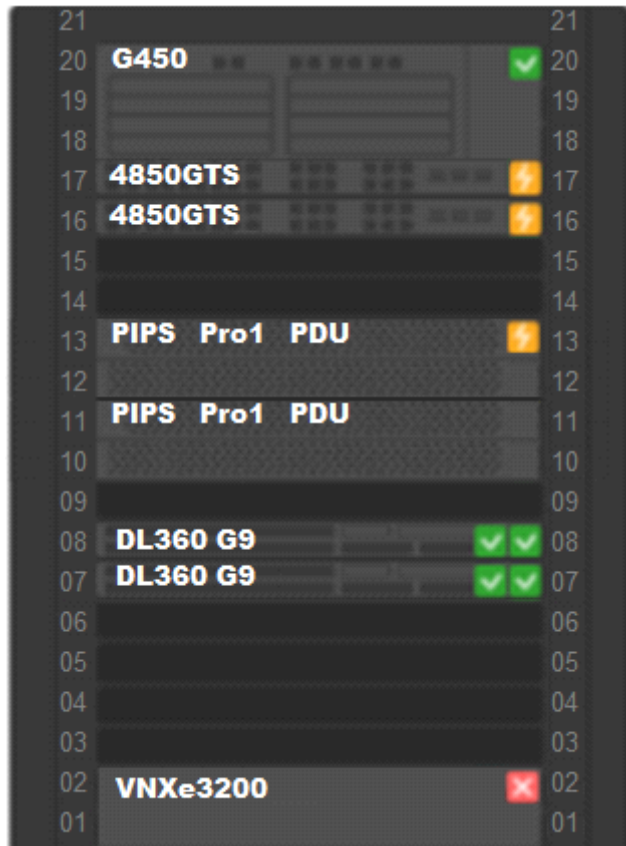 21 21
20 G450 20
19 19
18 18
17 4850GTS 17
16 4850GTS 16
15 15
14 14
13 PIPS Pro1 PDU 13
12 12
11 PIPS Pro1 PDU 11
10 10
09 09
08 DL360 G9 08
07 DL360 G9 07
06 06
05 05
04 04
03 03
02 VNXe3200 02
01 01